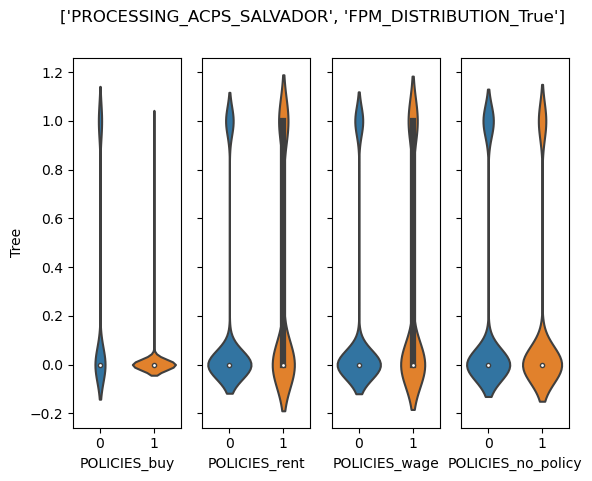 ['PROCESSING_ACPS_SALVADOR', 'FPM_DISTRIBUTION_True']
1.2
1.0
0.8
0.6
0.4
0.2
0.0
−0.2
Tree
0 1 0 1 0 1 0 1
POLICIES_buy POLICIES_rent POLICIES_wage POLICIES_no_policy